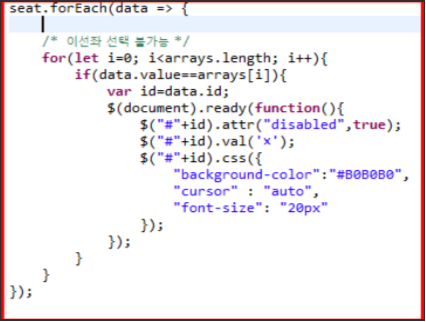 seat.forEach(data => {
/* 이선좌 선택 불가능 */
for(let i=0; i<arrays.length; i++){
if(data.value==arrays[i]){
var id=data.id;
$(document).ready(function(){
$("#"+id).attr("disabled",true);
$("#"+id).val('x');
$("#"+id).css({
"background-color":"#B0B0B0",
"cursor" : "auto",
"font-size": "20px"
});
});
}
}
});